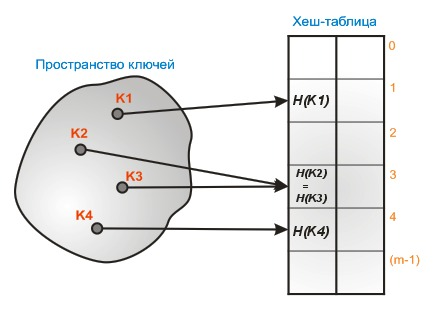 Хеш-таблица
Пространство ключей
0
K1
H(K1)
1
K2
2
K3
H(K2)
=
H(K3)
3
K4
H(K4)
4
(m-1)